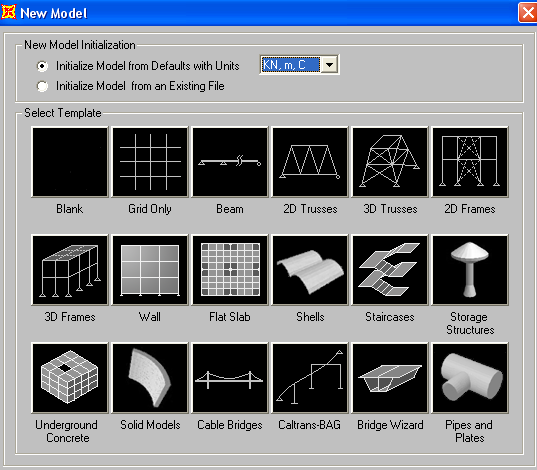 New Model
New Model Initialization
Initialize Model from Defaults with Units
KN, m, C
Initialize Model from an Existing File
Select Template
Blank
Grid Only
Beam
2D Trusses
3D Trusses
2D Frames
3D Frames
Wall
Flat Slab
Shells
Staircases
Storage
Structures
Underground
Concrete
Solid Models
Cable Bridges
Caltrans-BAG
Bridge Wizard
Pipes and
Plates